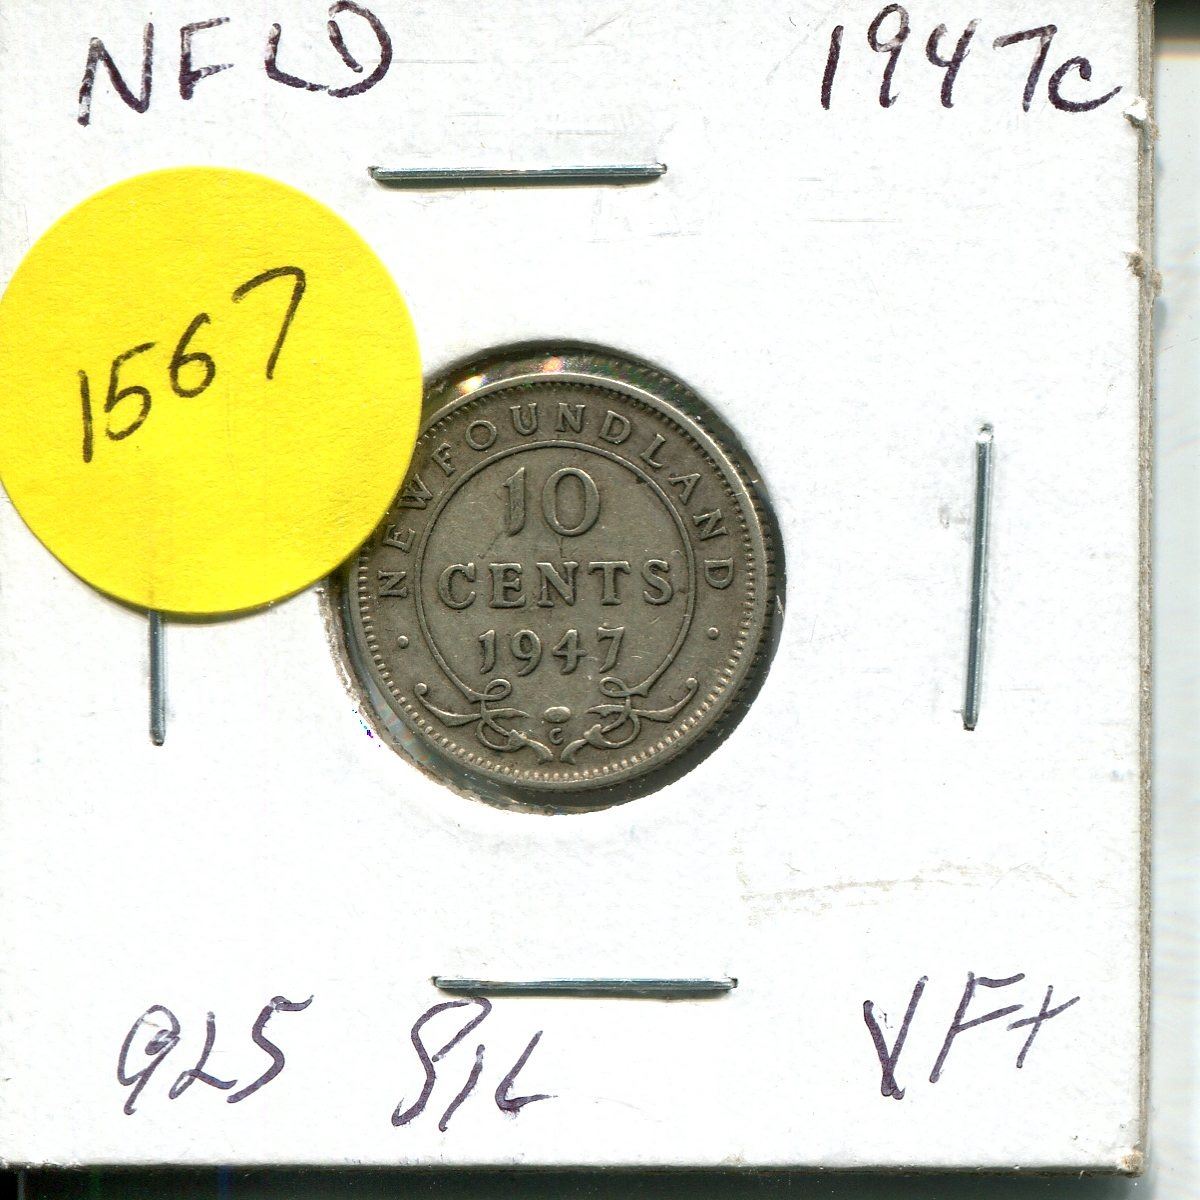 NFLD 1947c
1567
NEWFOUNDLAND
10
CENTS
1947
C
925 SIL VF+